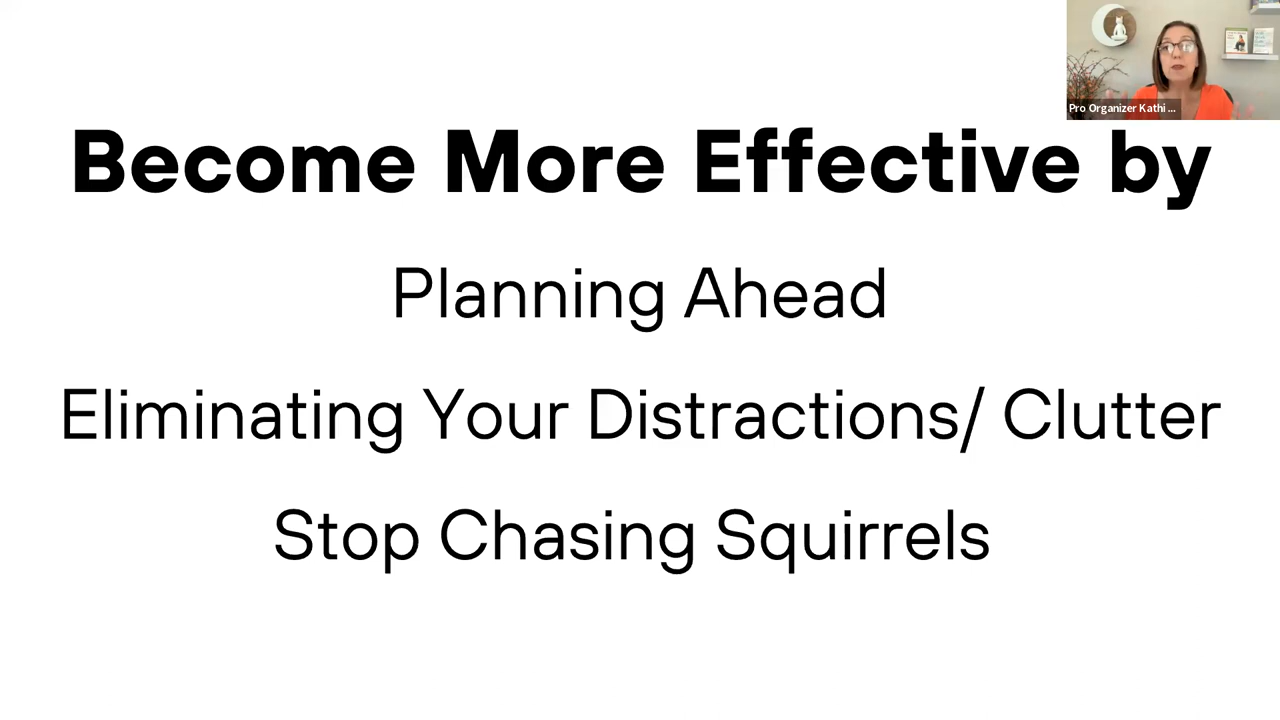 Pro Organizer Kathi ...
Become More Effective by
Planning Ahead
Eliminating Your Distractions/ Clutter
Stop Chasing Squirrels